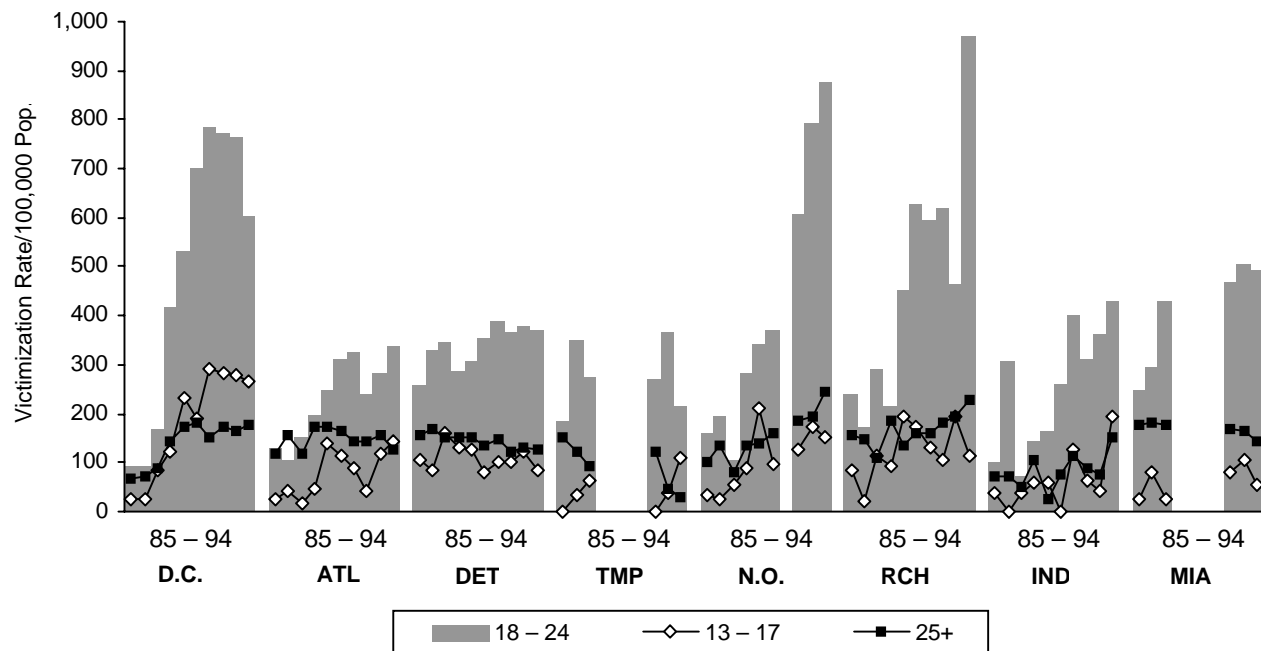 Victimization Rate/100,000 Pop.
1,000
900
800
700
600
500
400
300
200
100
0
85 – 94 85 – 94 85 – 94 85 – 94 85 – 94 85 – 94 85 – 94 85 – 94
D.C. ATL DET TMP N.O. RCH IND MIA
18 – 24 13 – 17 25+